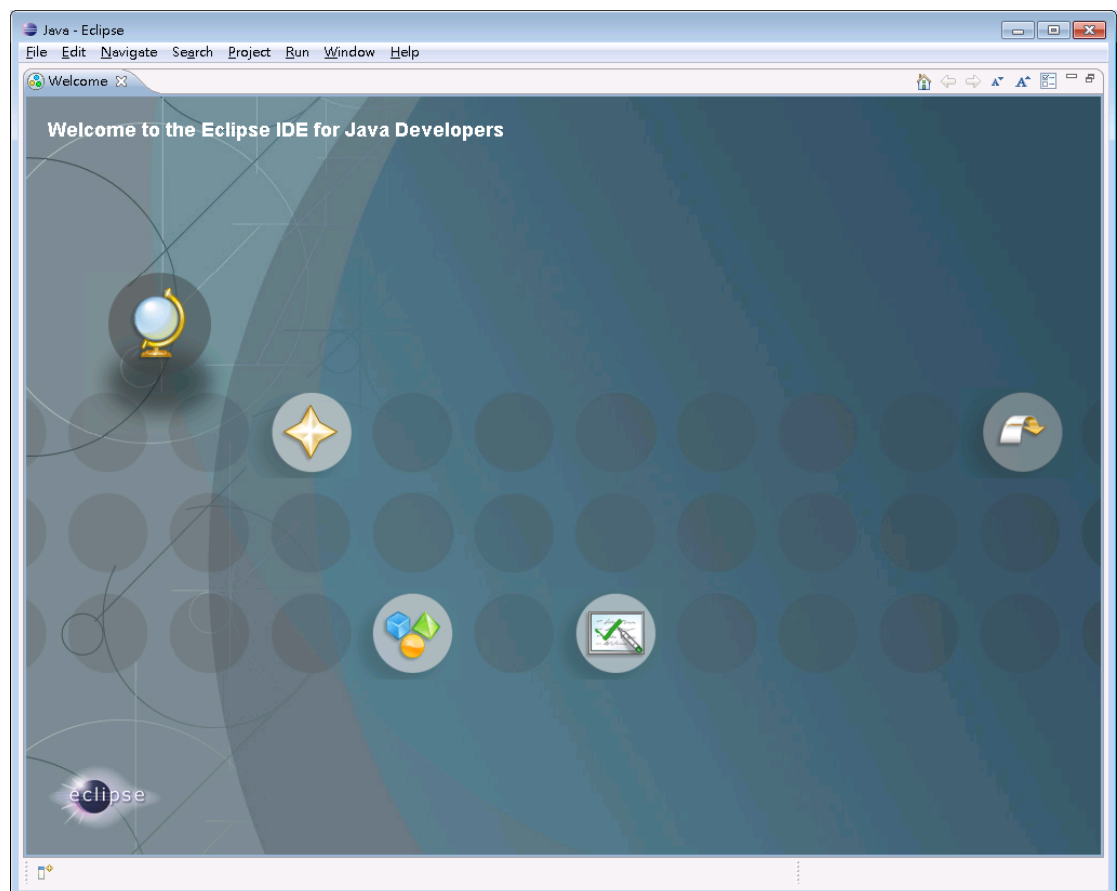 Java - Eclipse
File Edit Navigate Search Project Run Window Help
Welcome
Welcome to the Eclipse IDE for Java Developers
eclipse